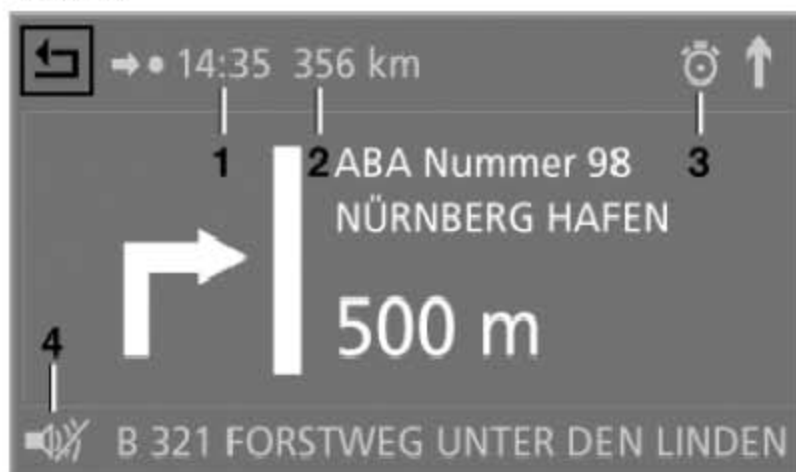 14:35 356 km
1 2 3
ABA Nummer 98
NÜRNBERG HAFEN
500 m
4
B 321 FORSTWEG UNTER DEN LINDEN